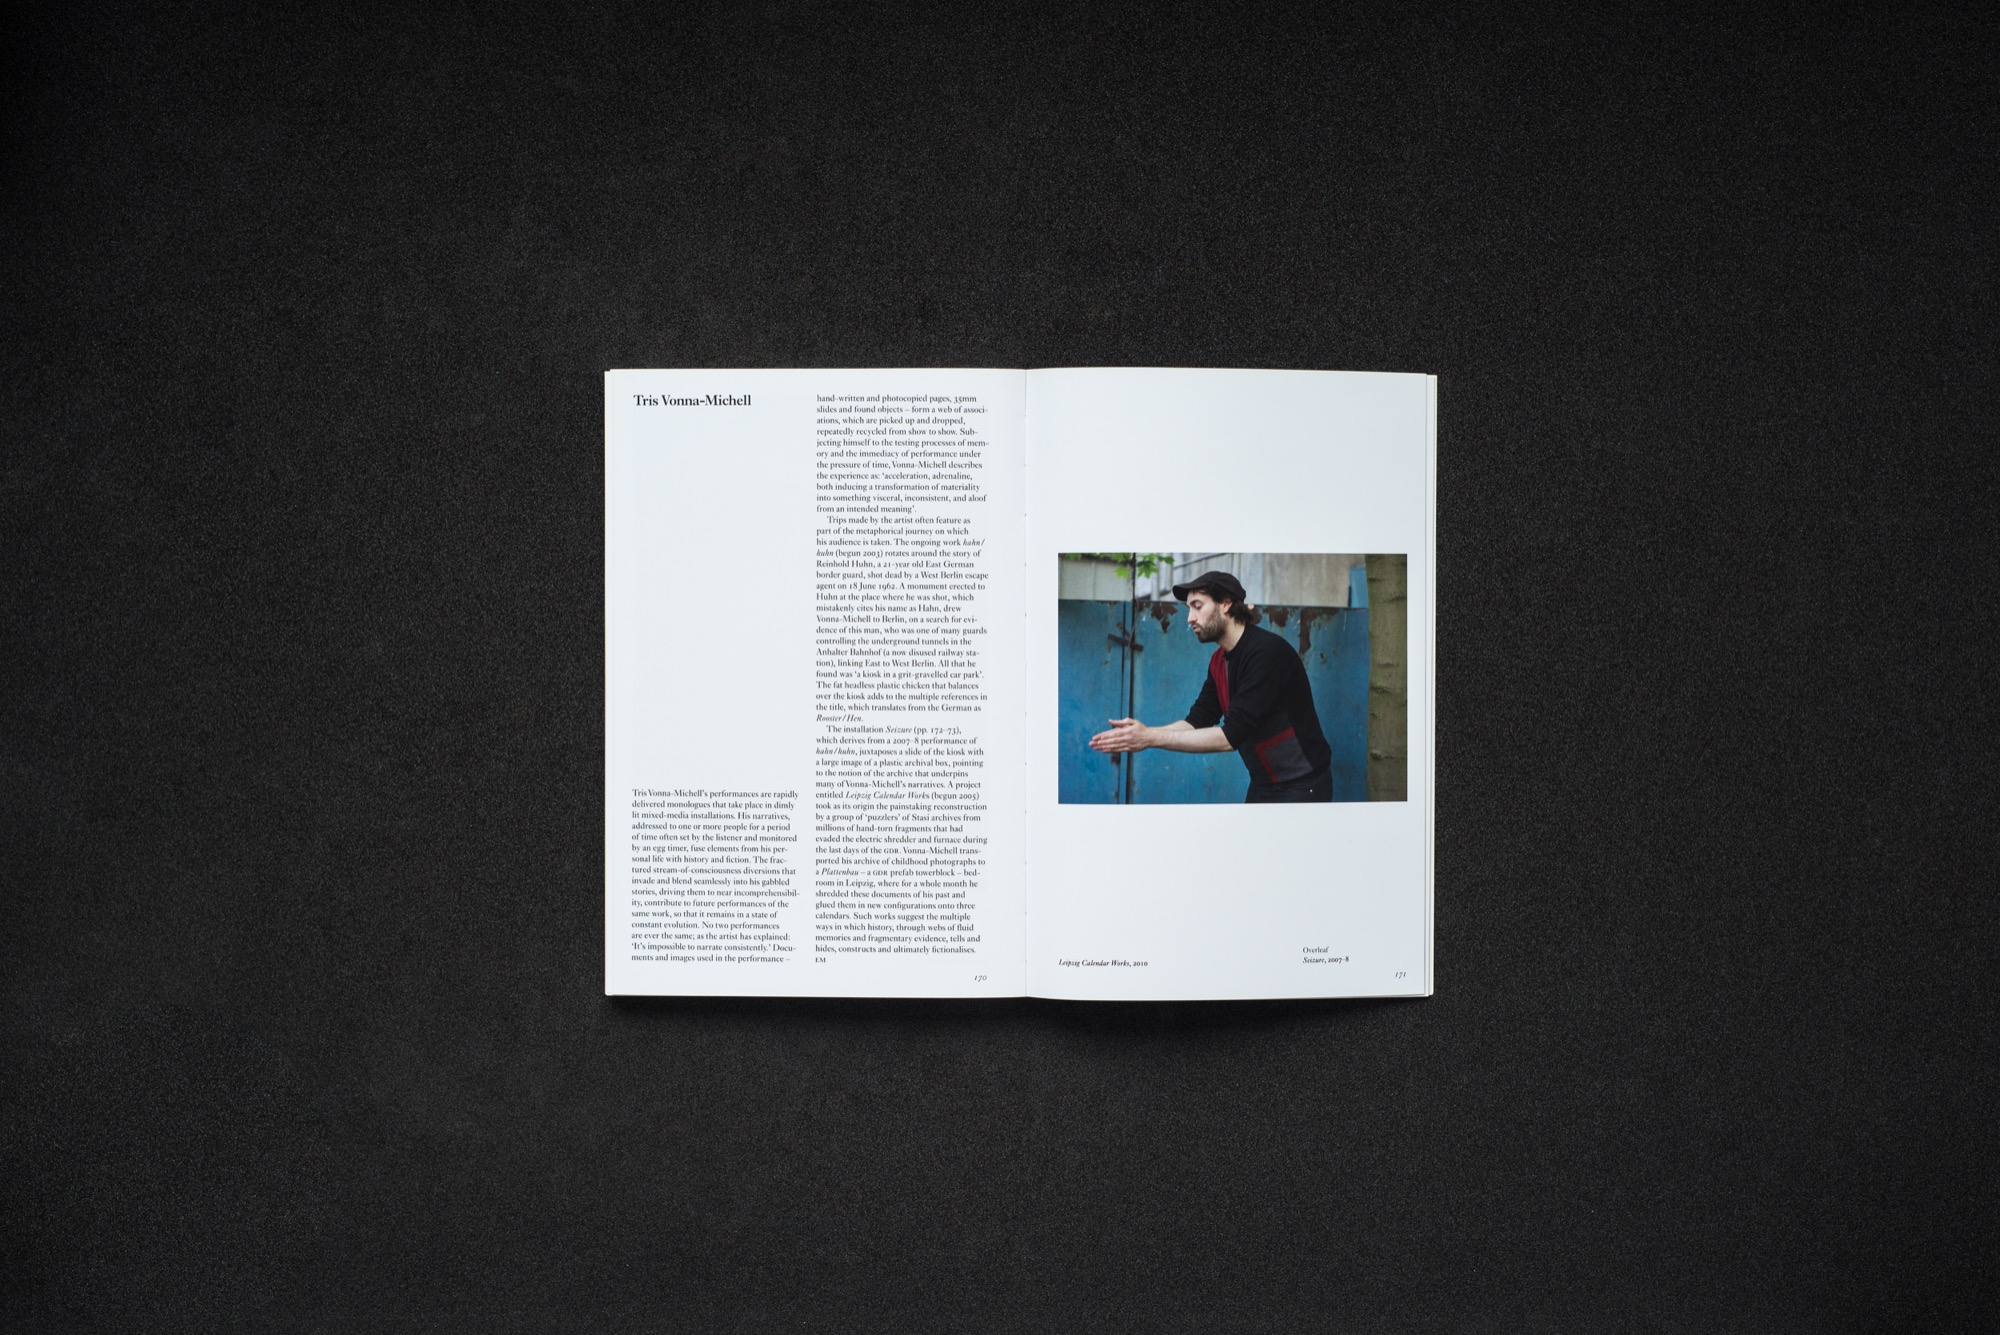 Tris Vonna-Michell
Tris Vonna-Michell's performances are rapidly
delivered monologues that take place in dimly
lit mixed-media installations. His narratives,
addressed to one or more people for a period
of time often set by the listener and monitored
by an egg timer, fuse elements from his per-
sonal life with history and fiction. The frac-
tured stream-of-consciousness diversions that
invade and blend seamlessly into his gabbled
stories, driving them to near incomprehensibil-
ity, contribute to future performances of the
same work, so that it remains in a state of
constant evolution. No two performances
are ever the same; as the artist has explained:
'It's impossible to narrate consistently.' Docu-
ments and images used in the performance –
hand-written and photocopied pages, 35mm
slides and found objects – form a web of associ-
ations, which are picked up and dropped,
repeatedly recycled from show to show. Sub-
jecting himself to the testing processes of mem-
ory and the immediacy of performance under
the pressure of time, Vonna-Michell describes
the experience as: 'acceleration, adrenaline,
both inducing a transformation of materiality
into something visceral, inconsistent, and aloof
from an intended meaning'.
Trips made by the artist often feature as
part of the metaphorical journey on which
his audience is taken. The ongoing work hahn/
huhn (begun 2003) rotates around the story of
Reinhold Huhn, a 21-year old East German
border guard, shot dead by a West Berlin escape
agent on 18 June 1962. A monument erected to
Huhn at the place where he was shot, which
mistakenly cites his name as Hahn, drew
Vonna-Michell to Berlin, on a search for evi-
dence of this man, who was one of many guards
controlling the underground tunnels in the
Anhalter Bahnhof (a now disused railway sta-
tion), linking East to West Berlin. All that he
found was 'a kiosk in a grit-gravelled car park'.
The fat headless plastic chicken that balances
over the kiosk adds to the multiple references in
the title, which translates from the German as
Rooster/Hen.
The installation Seizure (pp. 172–73),
which derives from a 2007–8 performance of
hahn/huhn, juxtaposes a slide of the kiosk with
a large image of a plastic archival box, pointing
to the notion of the archive that underpins
many of Vonna-Michell's narratives. A project
entitled Leipzig Calendar Works (begun 2005)
took as its origin the painstaking reconstruction
by a group of 'puzzlers' of Stasi archives from
millions of hand-torn fragments that had
evaded the electric shredder and furnace during
the last days of the GDR. Vonna-Michell trans-
ported his archive of childhood photographs to
a Plattenbau – a GDR prefab towerblock – bed-
room in Leipzig, where for a whole month he
shredded these documents of his past and
glued them in new configurations onto three
calendars. Such works suggest the multiple
ways in which history, through webs of fluid
memories and fragmentary evidence, tells and
hides, constructs and ultimately fictionalises.
EM
170
Leipzig Calendar Works, 2010
Overleaf
Seizure, 2007–8
171